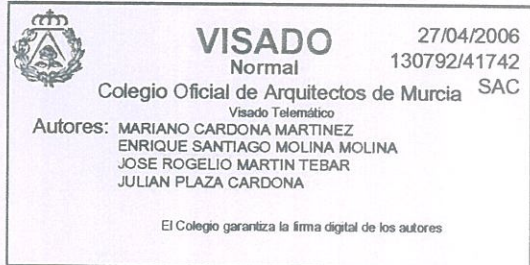 VISADO
27/04/2006
Normal
130792/41742
Colegio Oficial de Arquitectos de Murcia
SAC
Visado Telemático
Autores: MARIANO CARDONA MARTINEZ
ENRIQUE SANTIAGO MOLINA MOLINA
JOSE ROGELIO MARTIN TEBAR
JULIAN PLAZA CARDONA
El Colegio garantiza la firma digital de los autores